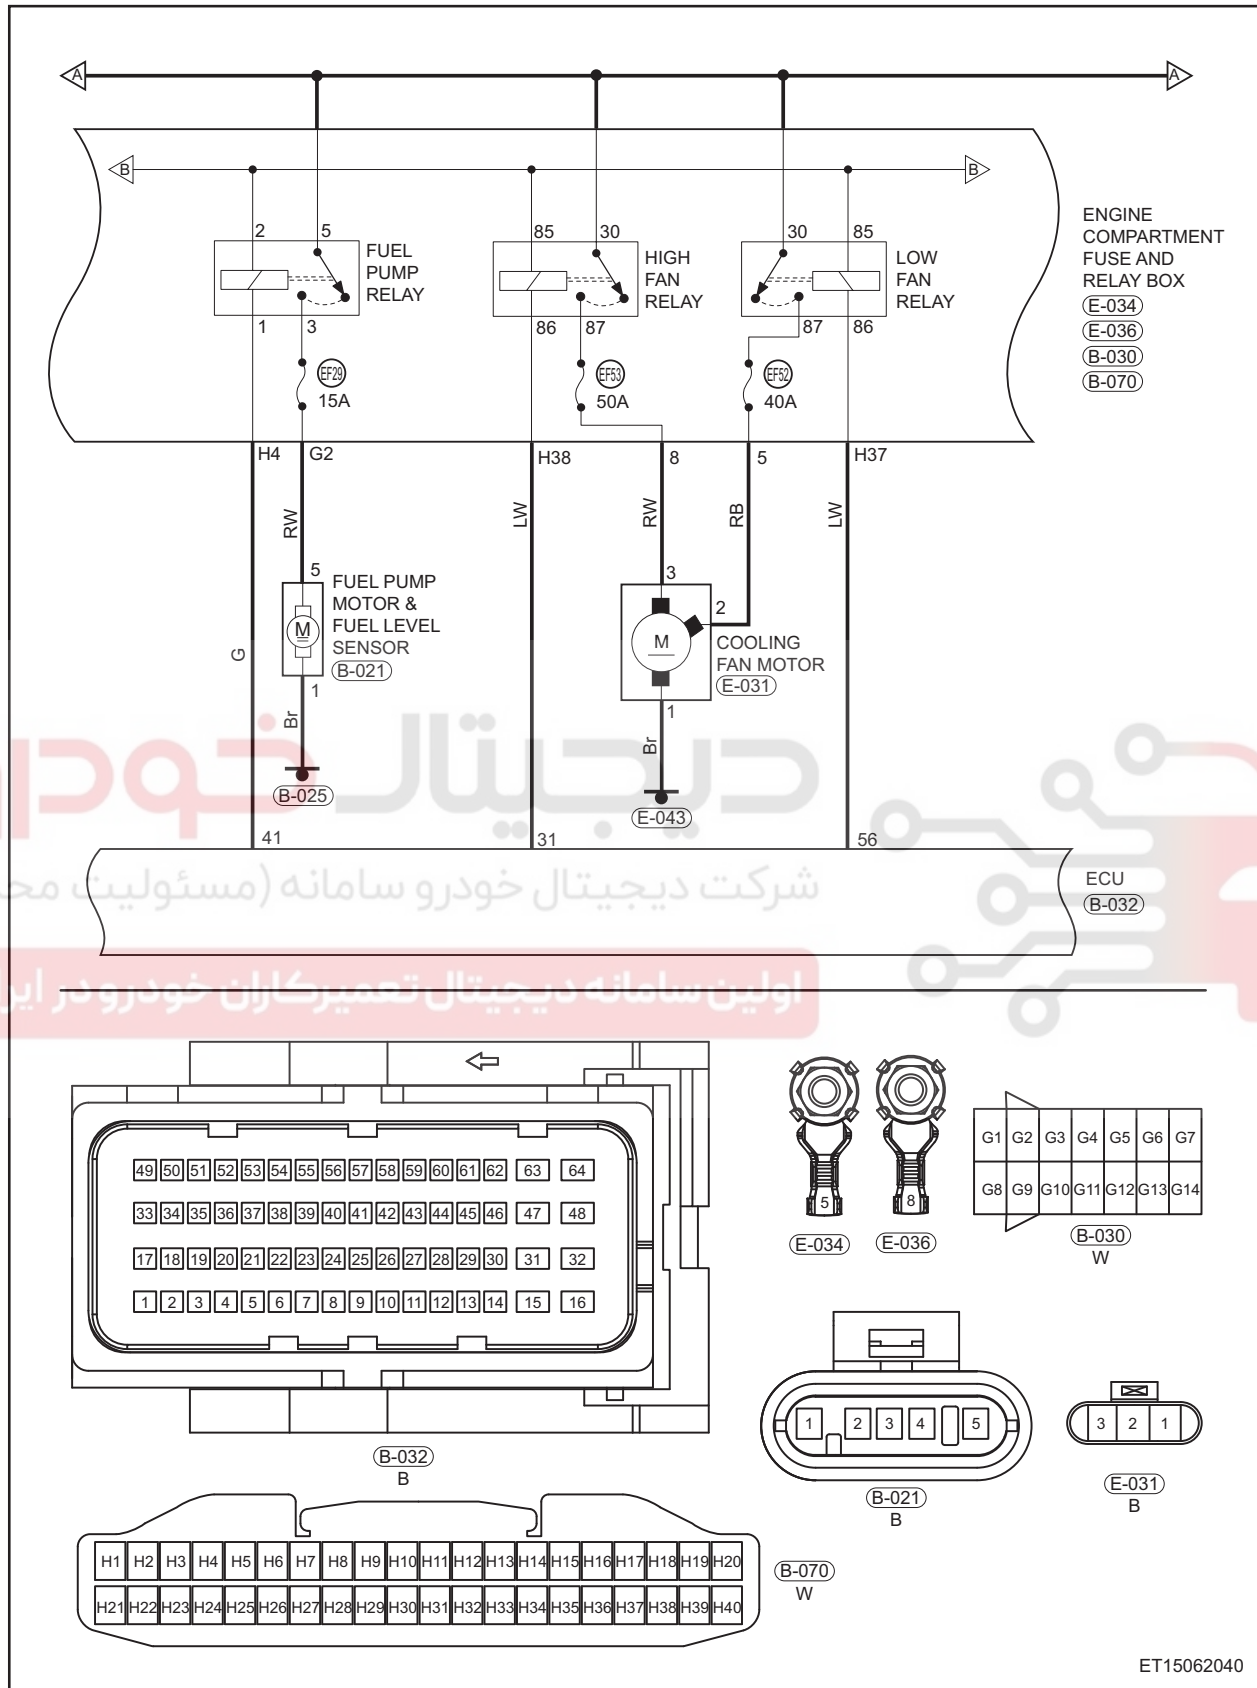 A A
B B
2 5 85 30 30 85
FUEL
PUMP
RELAY
HIGH
FAN
RELAY
LOW
FAN
RELAY
ENGINE
COMPARTMENT
FUSE AND
RELAY BOX
E-034
E-036
B-030
B-070
1 3 86 87 87 86
EF29
15A
EF53
50A
EF52
40A
H4 G2 H38 8 5 H37
RW LW RW RB LW
5
FUEL PUMP
MOTOR &
FUEL LEVEL
SENSOR
B-021
M
1
G
Br
B-025
3
2
M
COOLING
FAN MOTOR
E-031
1
Br
E-043
دیجیتال خودر
41 31 56
شرکت دیجیتال خودرو سامانه (مسئولیت
ECU
B-032
اولین سامانه دیجیتال تعمیرکاران خودرو در
49 50 51 52 53 54 55 56 57 58 59 60 61 62 63 64
33 34 35 36 37 38 39 40 41 42 43 44 45 46 47 48
17 18 19 20 21 22 23 24 25 26 27 28 29 30 31 32
1 2 3 4 5 6 7 8 9 10 11 12 13 14 15 16
B-032
B
5
E-034
8
E-036
G1 G2 G3 G4 G5 G6 G7
G8 G9 G10 G11 G12 G13 G14
B-030
W
1 2 3 4 5
B-021
B
3 2 1
E-031
B
H1 H2 H3 H4 H5 H6 H7 H8 H9 H10 H11 H12 H13 H14 H15 H16 H17 H18 H19 H20
H21 H22 H23 H24 H25 H26 H27 H28 H29 H30 H31 H32 H33 H34 H35 H36 H37 H38 H39 H40
B-070
W
ET15062040